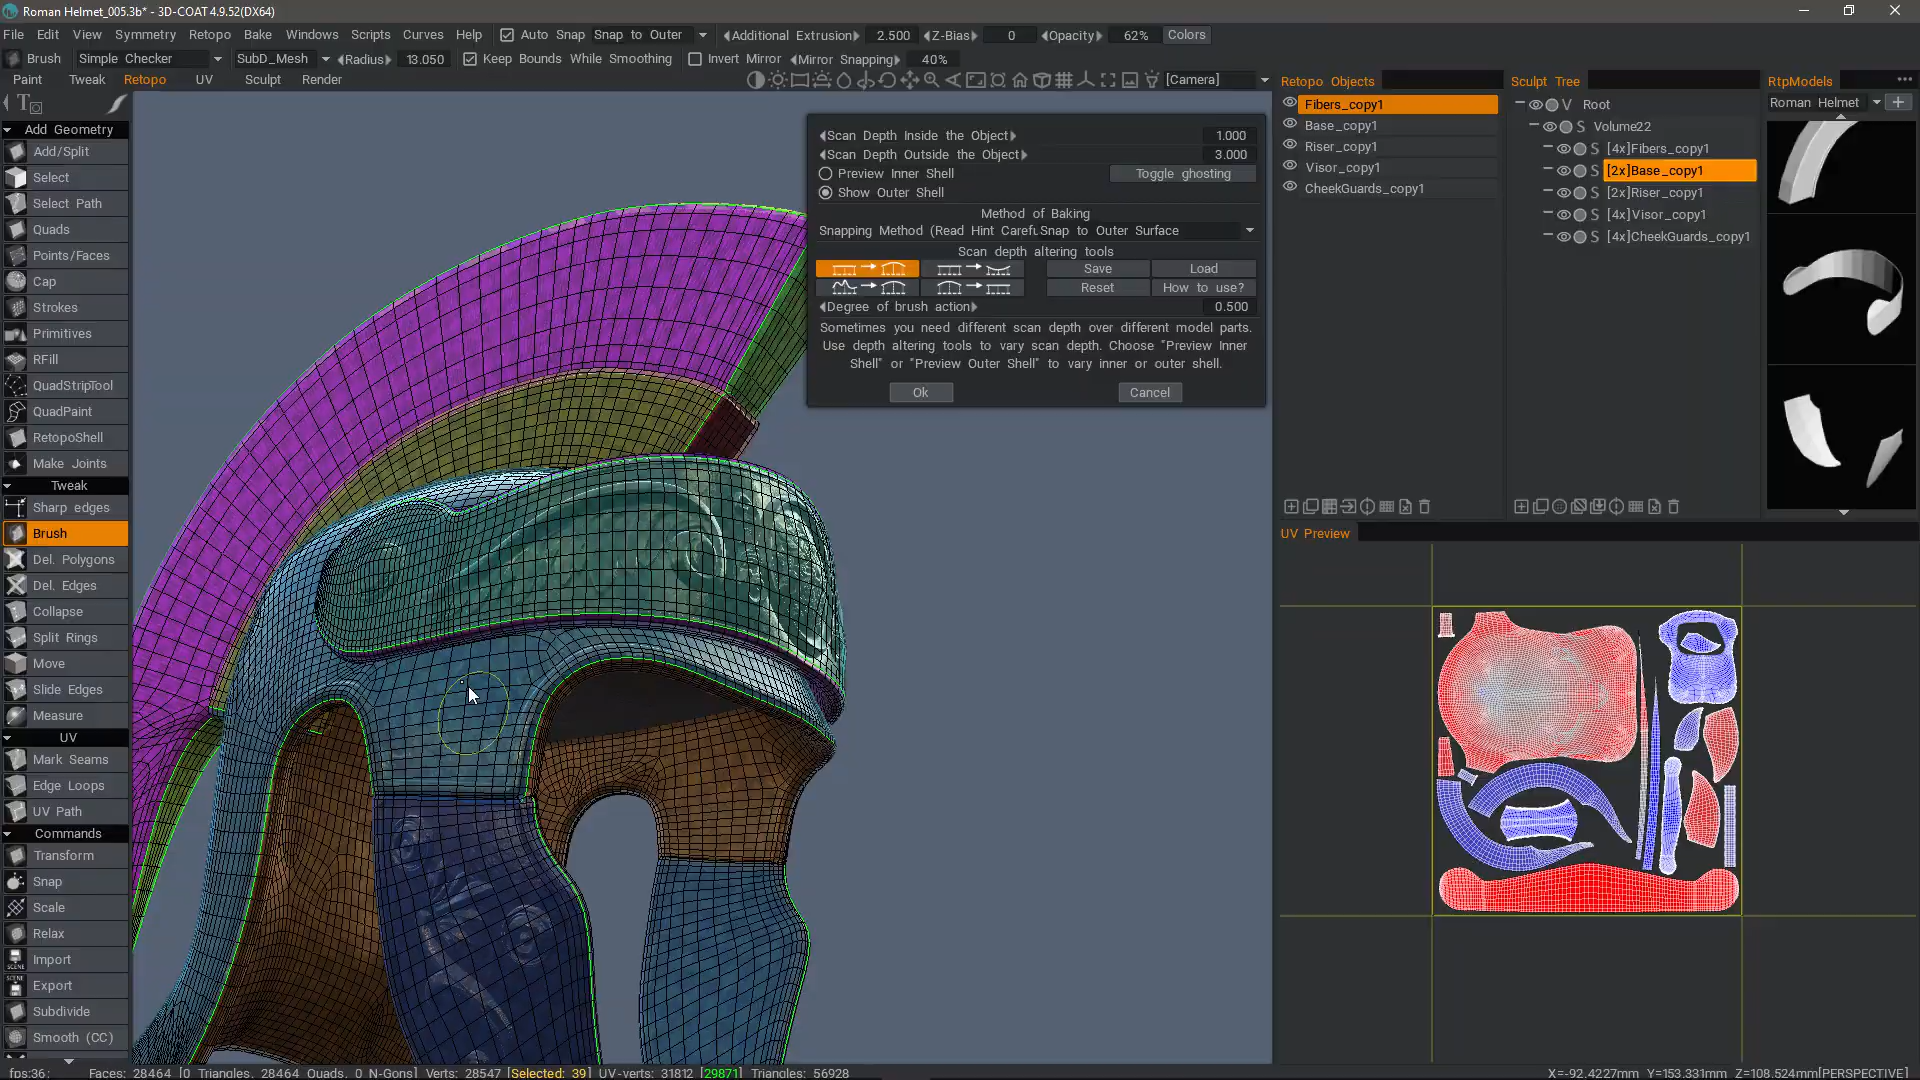 Roman Helmet_005.3b* - 3D-COAT 4.9.52(DX64)
File Edit View Symmetry Retopo Bake Windows Scripts Curves Help Auto Snap Snap to Outer Additional Extrusion 2.500 Z-Bias 0 Opacity 62% Colors
Brush Simple Checker SubD_Mesh Radius 13.050 Keep Bounds While Smoothing Invert Mirror Mirror Snapping 40%
Paint Tweak Retopo UV Sculpt Render [Camera]
Add Geometry
Add/Split
Select
Select Path
Quads
Points/Faces
Cap
Strokes
Primitives
RFill
QuadStripTool
QuadPaint
RetopoShell
Make Joints
Tweak
Sharp edges
Brush
Del. Polygons
Del. Edges
Collapse
Split Rings
Move
Slide Edges
Measure
UV
Mark Seams
Edge Loops
UV Path
Commands
Transform
Snap
Scale
Relax
Import
Export
Subdivide
Smooth (CC)
Scan Depth Inside the Object 1.000
Scan Depth Outside the Object 3.000
Preview Inner Shell Toggle ghosting
Show Outer Shell
Method of Baking
Snapping Method (Read Hint Carefu Snap to Outer Surface
Scan depth altering tools
Save Load
Reset How to use?
Degree of brush action 0.500
Sometimes you need different scan depth over different model parts.
Use depth altering tools to vary scan depth. Choose "Preview Inner
Shell" or "Preview Outer Shell" to vary inner or outer shell.
Ok Cancel
Retopo Objects
Fibers_copy1
Base_copy1
Riser_copy1
Visor_copy1
CheekGuards_copy1
Sculpt Tree
V Root
S Volume22
S [4x]Fibers_copy1
S [2x]Base_copy1
S [2x]Riser_copy1
S [4x]Visor_copy1
S [4x]CheekGuards_copy1
RtpModels
Roman Helmet
UV Preview
fps:36; Faces: 28464 [0 Triangles, 28464 Quads, 0 N-Gons] Verts: 28547 [Selected: 39] UV-verts: 31812 [29871] Triangles: 56928 X=-92.4227mm Y=153.331mm Z=108.524mm[PERSPECTIVE]